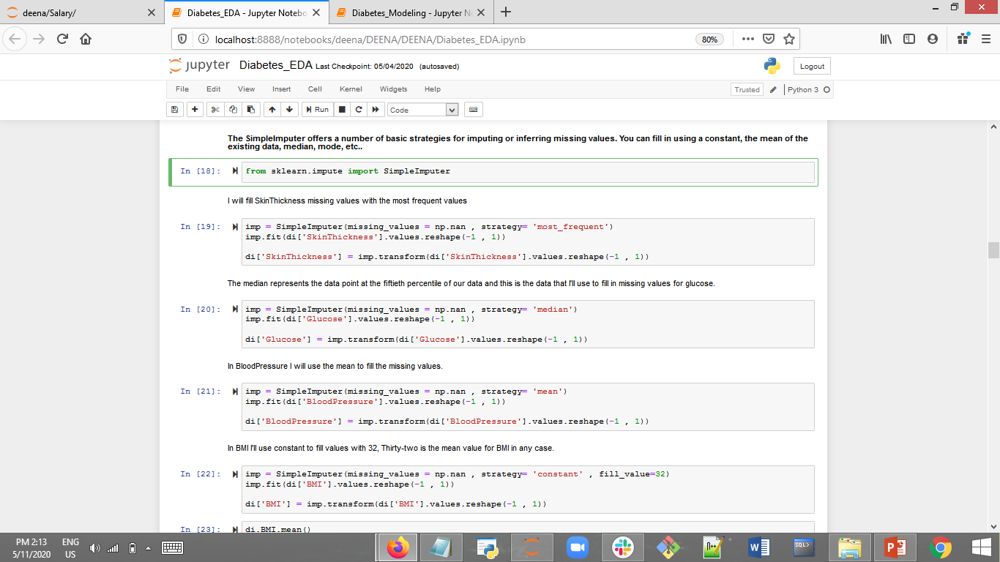 deena/Salary/
Diabetes_EDA - Jupyter Notebo
Diabetes_Modeling - Jupyter N
localhost:8888/notebooks/deena/DEENA/DEENA/Diabetes_EDA.ipynb
80%
jupyter Diabetes_EDA Last Checkpoint: 05/04/2020 (autosaved)
Logout
File Edit View Insert Cell Kernel Widgets Help
Trusted
Python 3
Run
Code
The SimpleImputer offers a number of basic strategies for imputing or inferring missing values. You can fill in using a constant, the mean of the
existing data, median, mode, etc..
In [18]: from sklearn.impute import SimpleImputer
I will fill SkinThickness missing values with the most frequent values
In [19]: imp = SimpleImputer(missing_values = np.nan , strategy= 'most_frequent')
imp.fit(di['SkinThickness'].values.reshape(-1 , 1))
di['SkinThickness'] = imp.transform(di['SkinThickness'].values.reshape(-1 , 1))
The median represents the data point at the fiftieth percentile of our data and this is the data that I'll use to fill in missing values for glucose.
In [20]: imp = SimpleImputer(missing_values = np.nan , strategy= 'median')
imp.fit(di['Glucose'].values.reshape(-1 , 1))
di['Glucose'] = imp.transform(di['Glucose'].values.reshape(-1 , 1))
In BloodPressure I will use the mean to fill the missing values.
In [21]: imp = SimpleImputer(missing_values = np.nan , strategy= 'mean')
imp.fit(di['BloodPressure'].values.reshape(-1 , 1))
di['BloodPressure'] = imp.transform(di['BloodPressure'].values.reshape(-1 , 1))
In BMI I'll use constant to fill values with 32, Thirty-two is the mean value for BMI in any case.
In [22]: imp = SimpleImputer(missing_values = np.nan , strategy= 'constant' , fill_value=32)
imp.fit(di['BMI'].values.reshape(-1 , 1))
di['BMI'] = imp.transform(di['BMI'].values.reshape(-1 , 1))
In [23]: di.BMI.mean()
PM 2:13
5/11/2020
ENG
US
SQL>